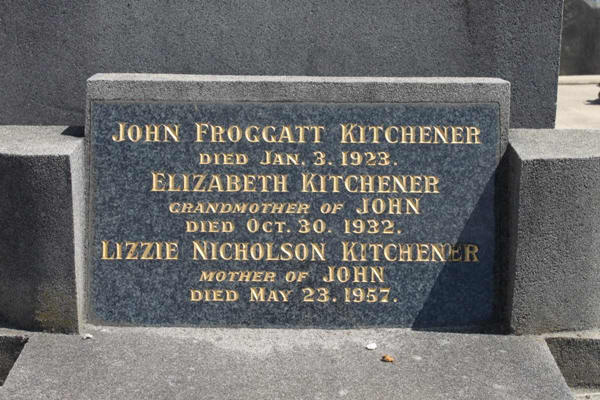 JOHN FROGGATT KITCHENER
DIED JAN. 3. 1923.
ELIZABETH KITCHENER
GRANDMOTHER OF JOHN
DIED OCT. 30. 1932.
LIZZIE NICHOLSON KITCHENER
MOTHER OF JOHN
DIED MAY 23. 1957.